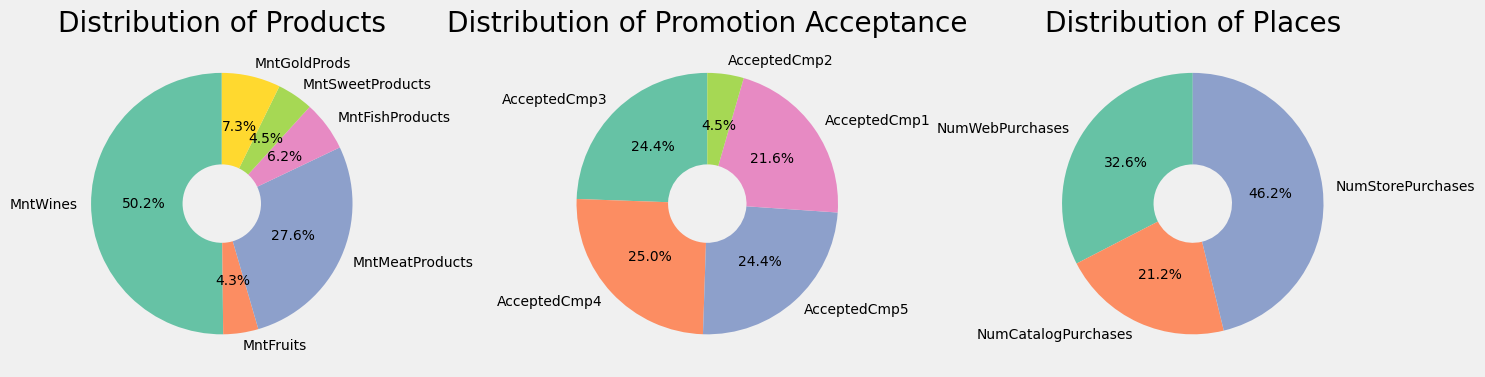 Distribution of Products
MntGoldProds
MntSweetProducts
MntFishProducts
7.3%
4.5%
6.2%
MntWines
50.2%
27.6%
MntMeatProducts
4.3%
MntFruits
Distribution of Promotion Acceptance
AcceptedCmp2
AcceptedCmp3
AcceptedCmp1
4.5%
24.4%
21.6%
25.0%
24.4%
AcceptedCmp4
AcceptedCmp5
Distribution of Places
NumWebPurchases
32.6%
46.2%
NumStorePurchases
21.2%
NumCatalogPurchases